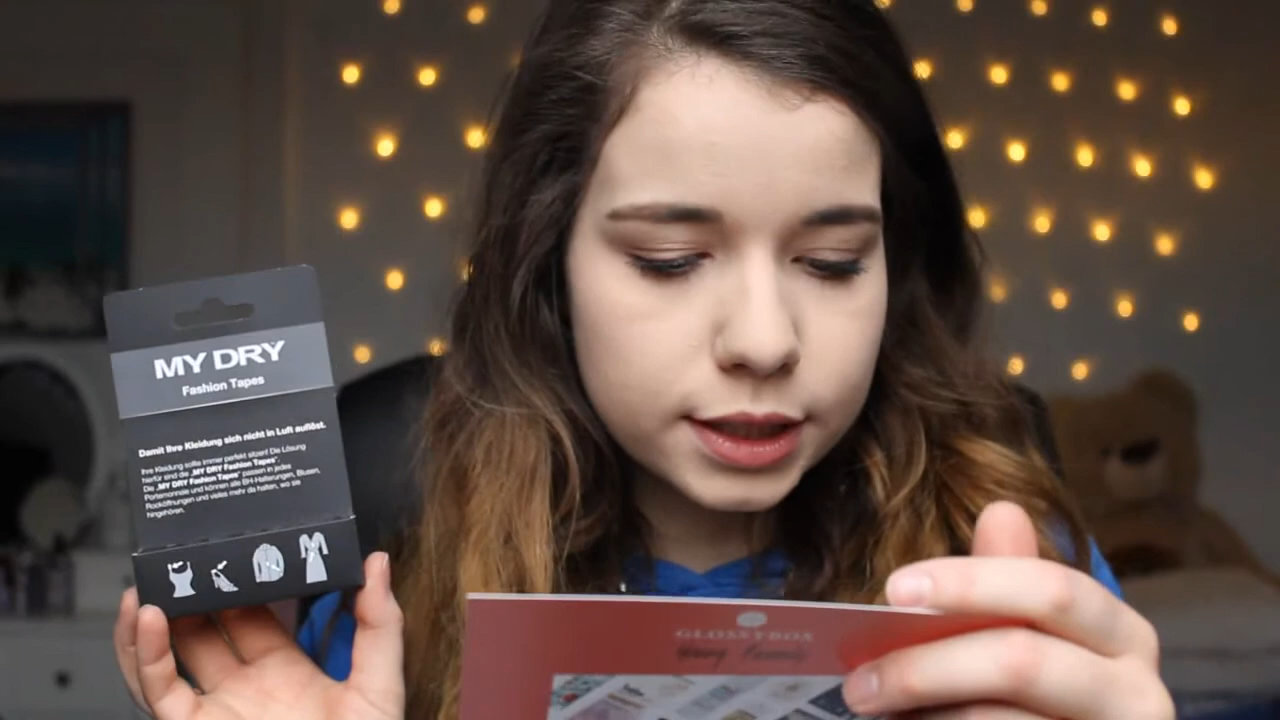 MY DRY
Fashion Tapes
Damit Ihre Kleidung sich nicht in Luft auflöst.
Ihre Kleidung sollte immer perfekt sitzen! Die Lösung
hierfür sind die „MY DRY Fashion Tapes“.
Die „MY DRY Fashion Tapes“ passen in jedes
Portemonnaie und können alle BH-Halterungen, Blusen,
Rocköffnungen und vieles mehr da halten, wo sie
hingehören.
GLOSSYBOX